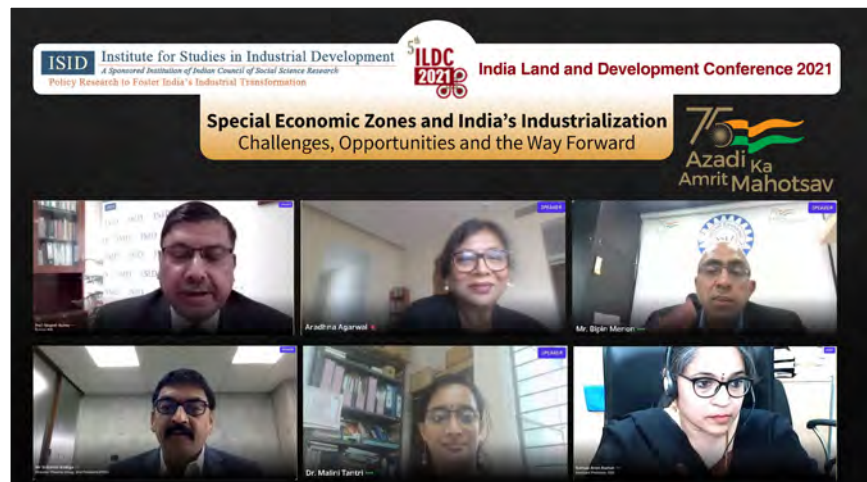 ISID Institute for Studies in Industrial Development
A Sponsored Institution of Indian Council of Social Science Research
Policy Research to Foster India's Industrial Transformation
5th
ILDC
2021
India Land and Development Conference 2021
Special Economic Zones and India's Industrialization
Challenges, Opportunities and the Way Forward
75
Azadi Ka
Amrit Mahotsav
SPEAKER
SPEAKER
Aradhna Agarwal
Mr. Bipin Menon
SPEAKER
Dr. Malini Tantri